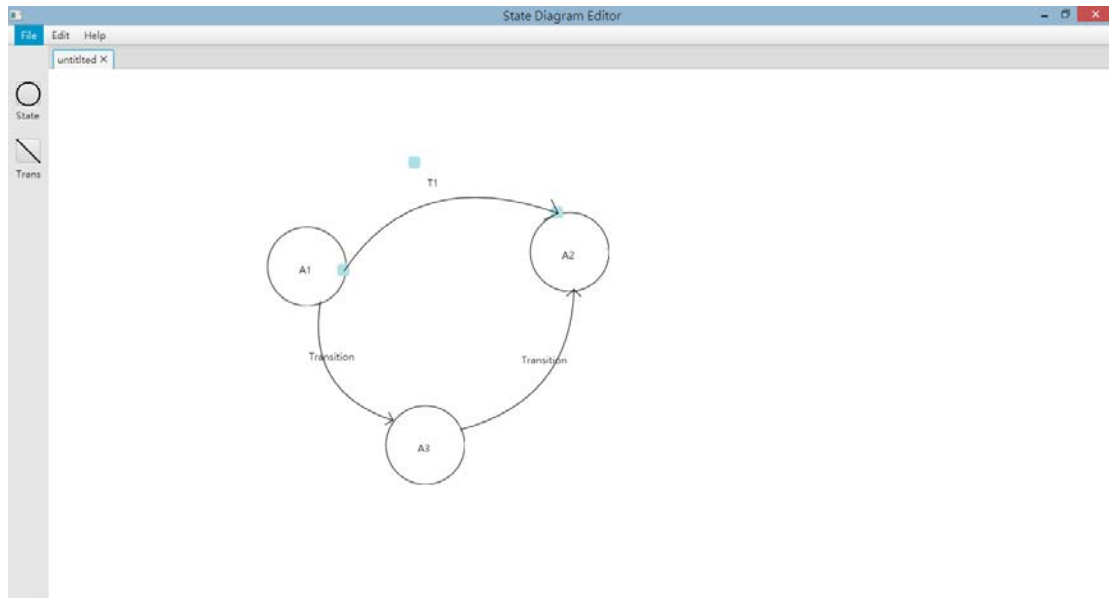 State Diagram Editor
File Edit Help
untitlted ×
State
Trans
T1
A1
A2
Transition
Transition
A3